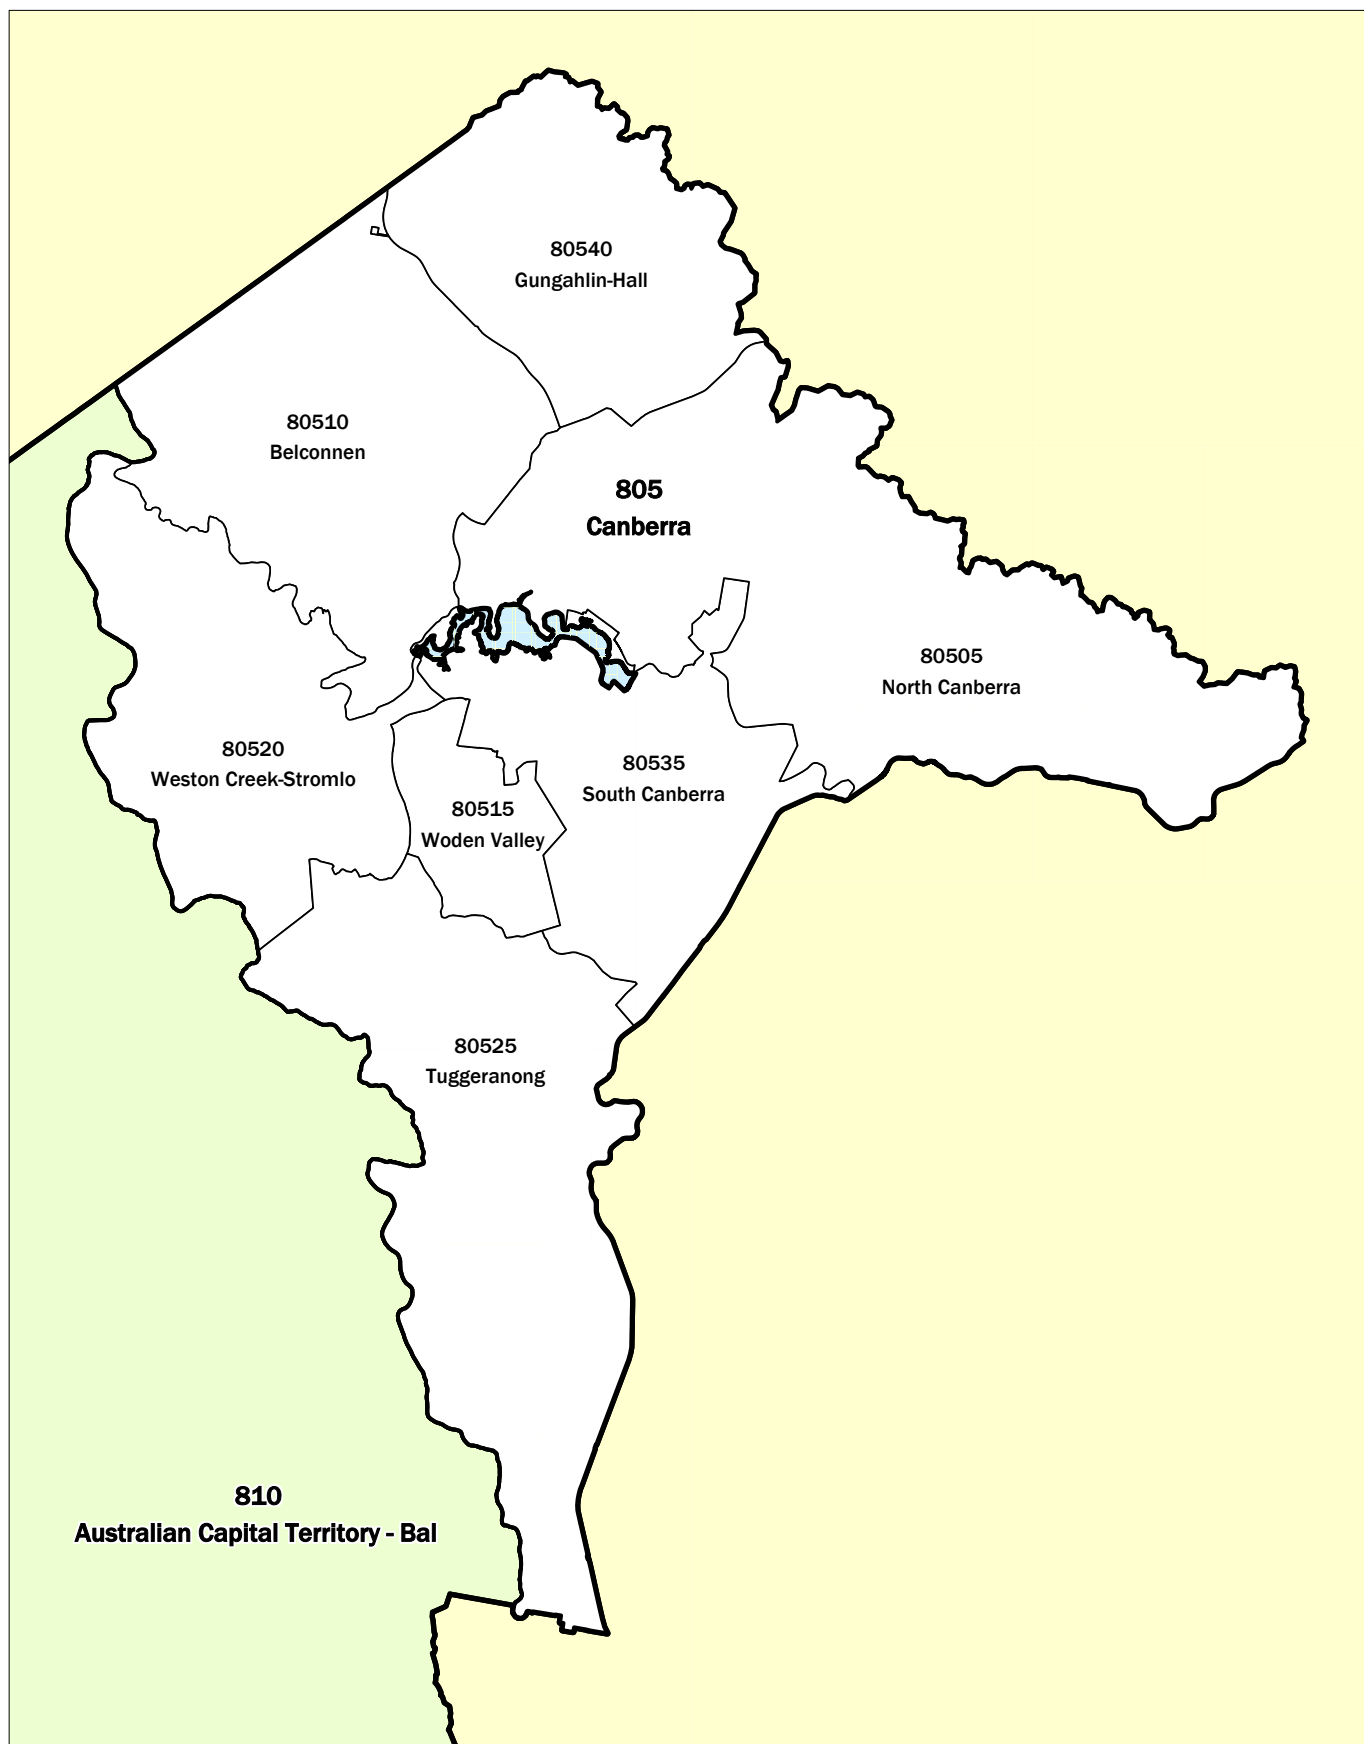 80540
Gungahlin-Hall
80510
Belconnen
805
Canberra
80505
North Canberra
80520
Weston Creek-Stromlo
80535
South Canberra
80515
Woden Valley
80525
Tuggeranong
810
Australian Capital Territory - Bal